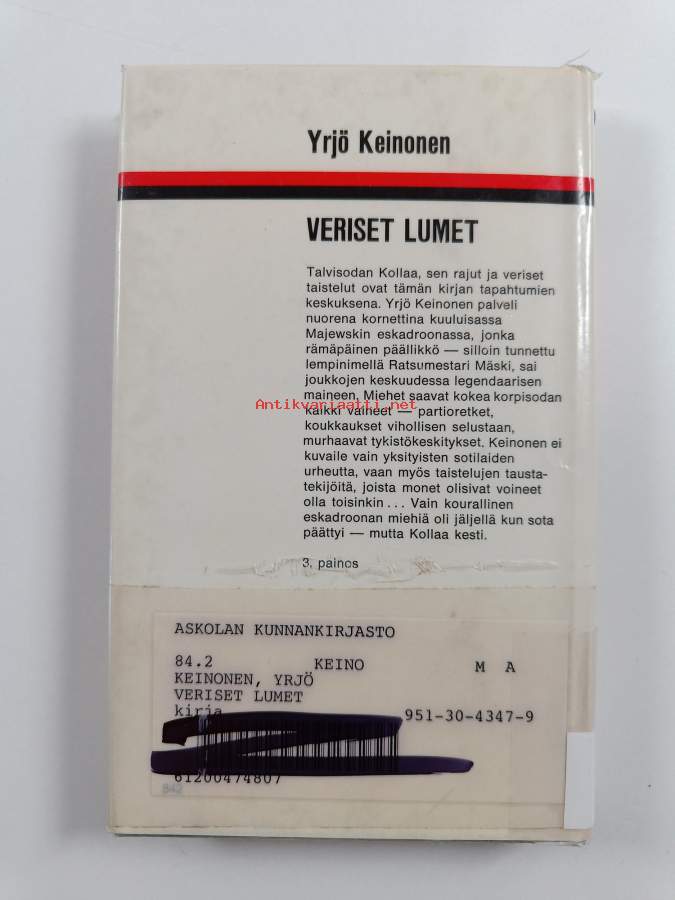 Yrjö Keinonen
VERISET LUMET
Talvisodan Kollaa, sen rajut ja veriset
taistelut ovat tämän kirjan tapahtumien
keskuksena. Yrjö Keinonen palveli
nuorena kornettina kuuluisassa
Majewskin eskadroonassa, jonka
rämäpäinen päällikkö — silloin tunnettu
lempinimellä Ratsumestari Mäski, sai
joukkojen keskuudessa legendaarisen
maineen. Miehet saavat kokea korpisodan
Antikvariaatti.net
kaikki vaiheet — partioretket,
koukkaukset vihollisen selustaan,
murhaavat tykistökeskitykset. Keinonen ei
kuvaile vain yksityisten sotilaiden
urheutta, vaan myös taistelujen tausta-
tekijöitä, joista monet olisivat voineet
olla toisinkin... Vain kourallinen
eskadroonan miehiä oli jäljellä kun sota
päättyi — mutta Kollaa kesti.
3. painos
ASKOLAN KUNNANKIRJASTO
84.2 KEINO M A
KEINONEN, YRJÖ
VERISET LUMET
kirja 951-30-4347-9
61200474807
842